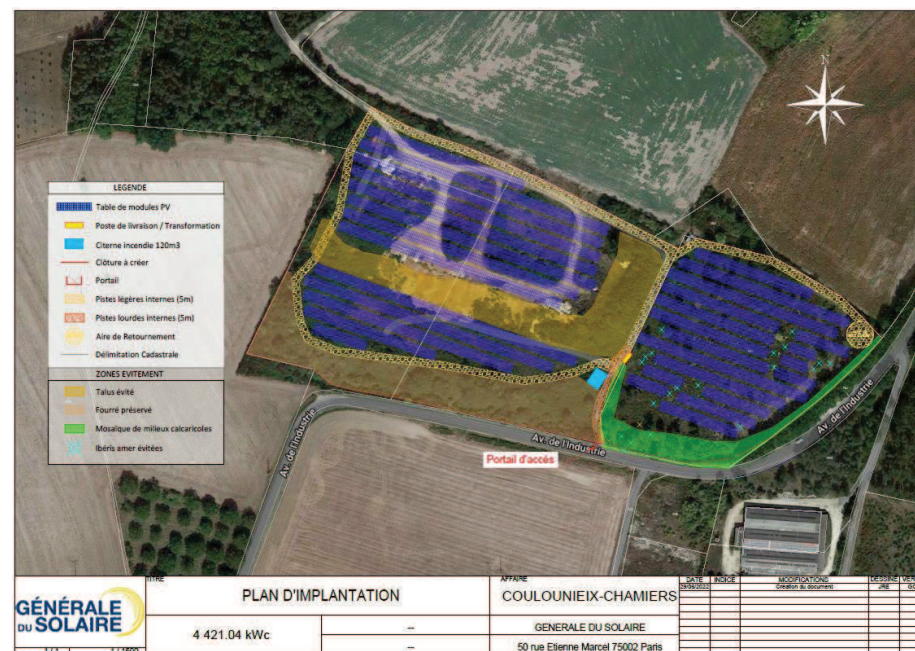 N
LEGENDE
Table de modules PV
Poste de livraison / Transformation
Citerne incendie 120m3
Clôture à créer
Portail
Pistes légères internes (5m)
Pistes lourdes internes (5m)
Aire de Retournement
Délimitation Cadastrale
ZONES EVITEMENT
Talus évité
Fourré préservé
Mosaïque de milieux calcaricoles
Ibéris amer évitées
Av. de l'Industrie
Av. de l'Industrie
Av. de l'Industrie
Portail d'accés
GÉNÉRALE
DU SOLAIRE
TITRE
PLAN D'IMPLANTATION
4 421.04 kWc
--
--
AFFAIRE
COULOUNIEIX-CHAMIERS
GENERALE DU SOLAIRE
50 rue Etienne Marcel 75002 Paris
DATE INDICE MODIFICATIONS DESSINE VER
Création du document JRE